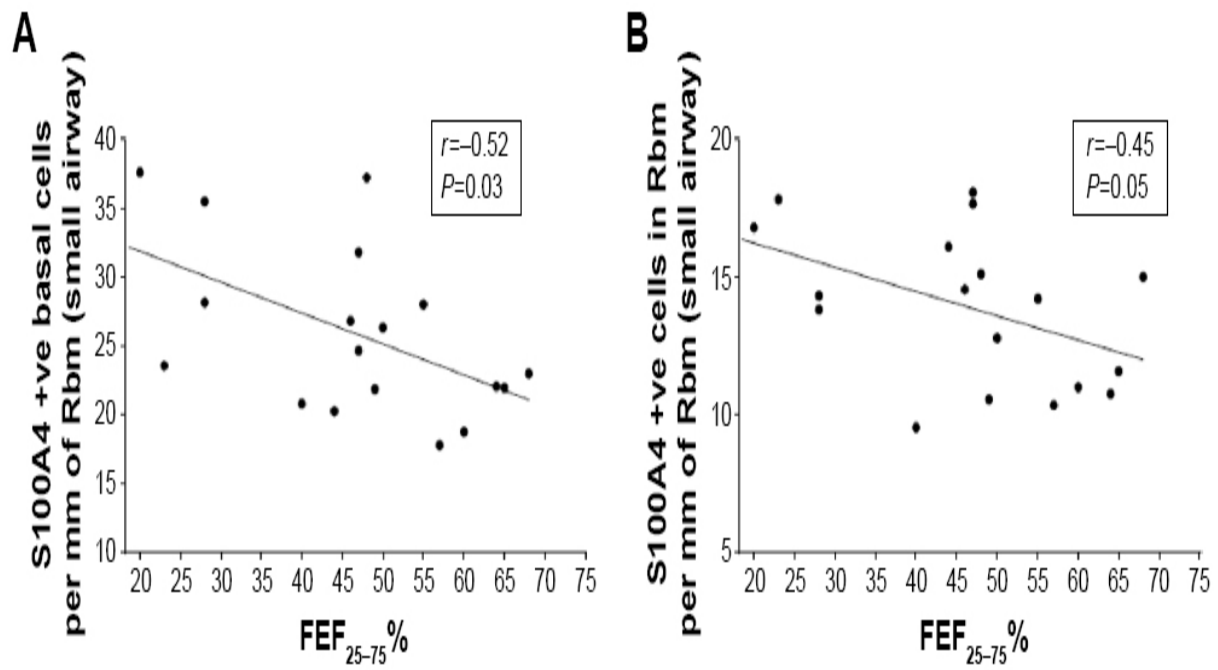 A
S100A4 +ve basal cells
per mm of Rbm (small airway)
40
35
30
25
20
15
10
r=–0.52
P=0.03
20 25 30 35 40 45 50 55 60 65 70 75
FEF25–75%
B
S100A4 +ve cells in Rbm
per mm of Rbm (small airway)
20
15
10
5
r=–0.45
P=0.05
20 25 30 35 40 45 50 55 60 65 70 75
FEF25–75%